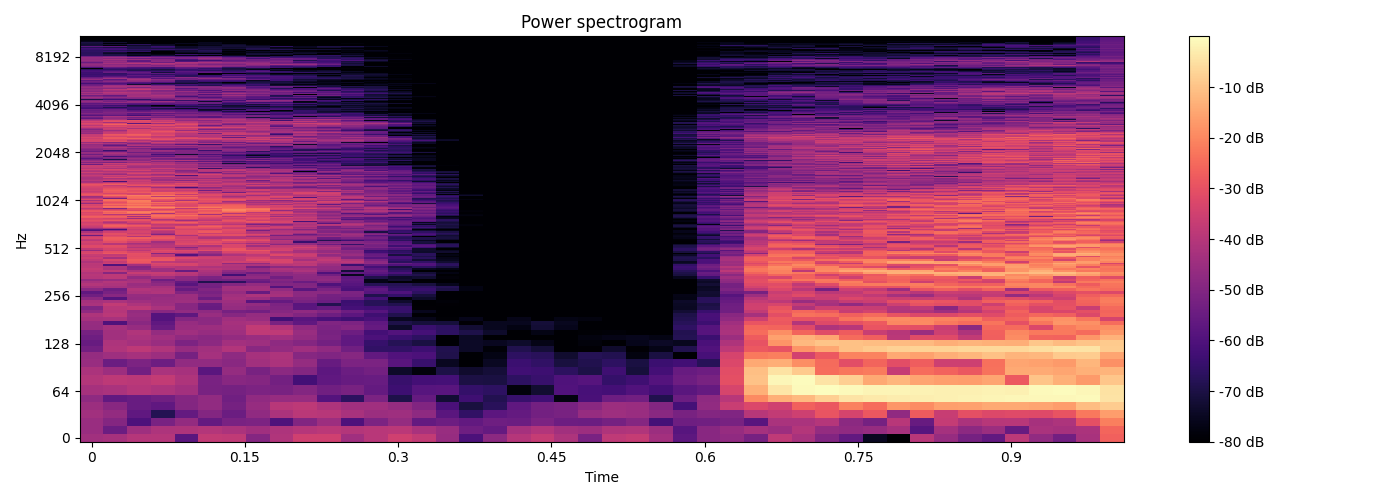 Power spectrogram
Hz
8192
4096
2048
1024
512
256
128
64
0
0 0.15 0.3 0.45 0.6 0.75 0.9
Time
-10 dB
-20 dB
-30 dB
-40 dB
-50 dB
-60 dB
-70 dB
-80 dB